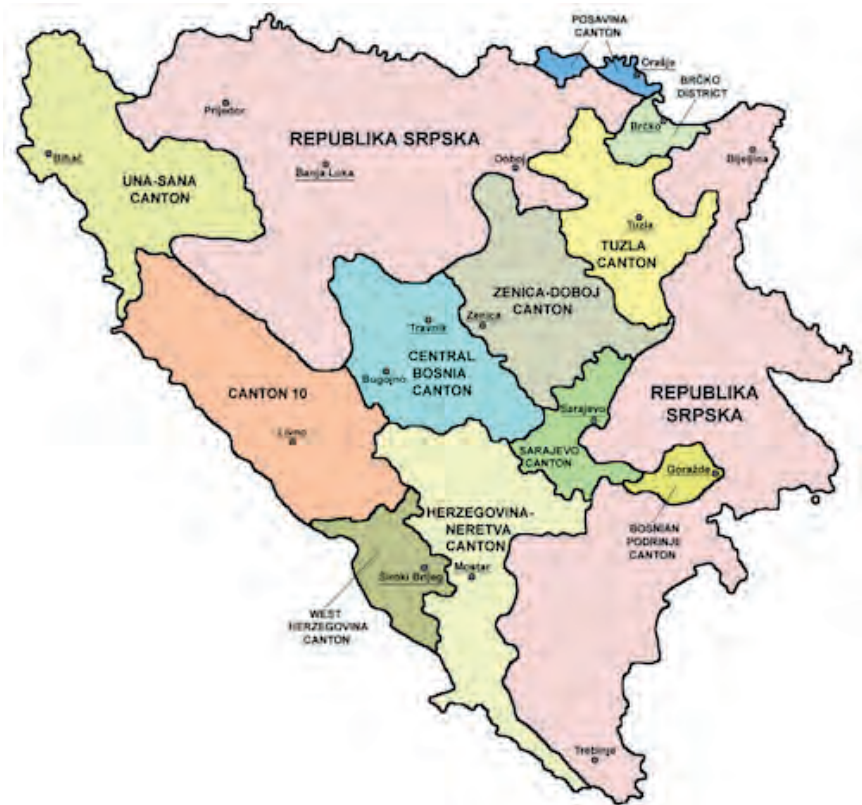 POSAVINA
CANTON
Orašje
BRČKO
DISTRICT
Prijedor
Brčko
REPUBLIKA SRPSKA
Bihać
Banja Luka
Doboj
Bijeljina
UNA-SANA
CANTON
Tuzla
TUZLA
CANTON
ZENICA-DOBOJ
CANTON
Zenica
Travnik
CENTRAL
BOSNIA
CANTON
Bugojno
CANTON 10
REPUBLIKA
SRPSKA
Sarajevo
Livno
SARAJEVO
CANTON
Goražde
HERZEGOVINA-
NERETVA
CANTON
BOSNIAN
PODRINJE
CANTON
Široki Brijeg
Mostar
WEST
HERZEGOVINA
CANTON
Trebinje